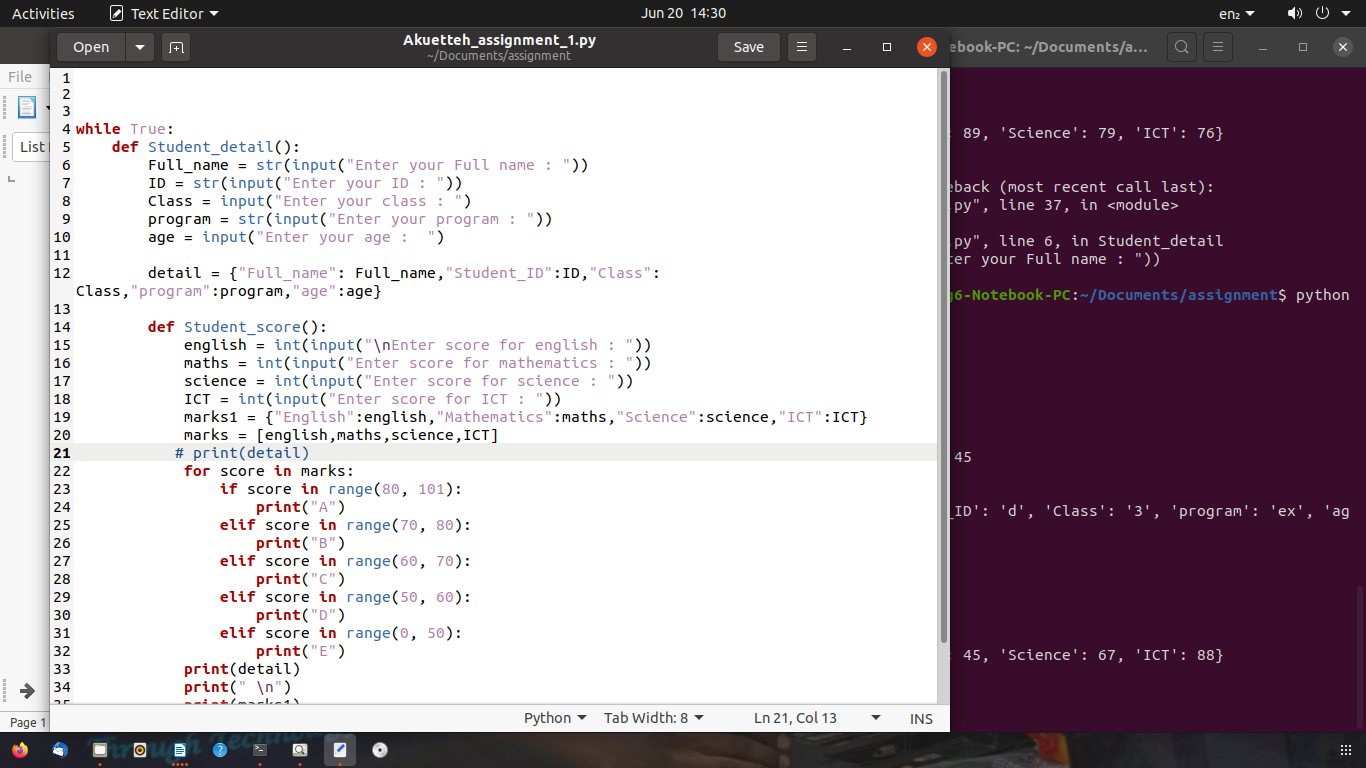 Activities
Text Editor
Jun 20 14:30
en₂
Open
Akuetteh_assignment_1.py
~/Documents/assignment
Save
ebook-PC: ~/Documents/a...
File
List
1
2
3
4 while True:
5     def Student_detail():
6         Full_name = str(input("Enter your Full name : "))
7         ID = str(input("Enter your ID : "))
8         Class = input("Enter your class : ")
9         program = str(input("Enter your program : "))
10         age = input("Enter your age :  ")
11
12         detail = {"Full_name": Full_name,"Student_ID":ID,"Class":
Class,"program":program,"age":age}
13
14         def Student_score():
15             english = int(input("\nEnter score for english : "))
16             maths = int(input("Enter score for mathematics : "))
17             science = int(input("Enter score for science : "))
18             ICT = int(input("Enter score for ICT : "))
19             marks1 = {"English":english,"Mathematics":maths,"Science":science,"ICT":ICT}
20             marks = [english,maths,science,ICT]
21            # print(detail)
22             for score in marks:
23                 if score in range(80, 101):
24                     print("A")
25                 elif score in range(70, 80):
26                     print("B")
27                 elif score in range(60, 70):
28                     print("C")
29                 elif score in range(50, 60):
30                     print("D")
31                 elif score in range(0, 50):
32                     print("E")
33             print(detail)
34             print(" \n")
35             print(marks1)
Python
Tab Width: 8
Ln 21, Col 13
INS
: 89, 'Science': 79, 'ICT': 76}
eback (most recent call last):
.py", line 37, in <module>
.py", line 6, in Student_detail
ter your Full name : "))
g6-Notebook-PC:~/Documents/assignment$ python
45
_ID': 'd', 'Class': '3', 'program': 'ex', 'ag
: 45, 'Science': 67, 'ICT': 88}
Page 1
Through